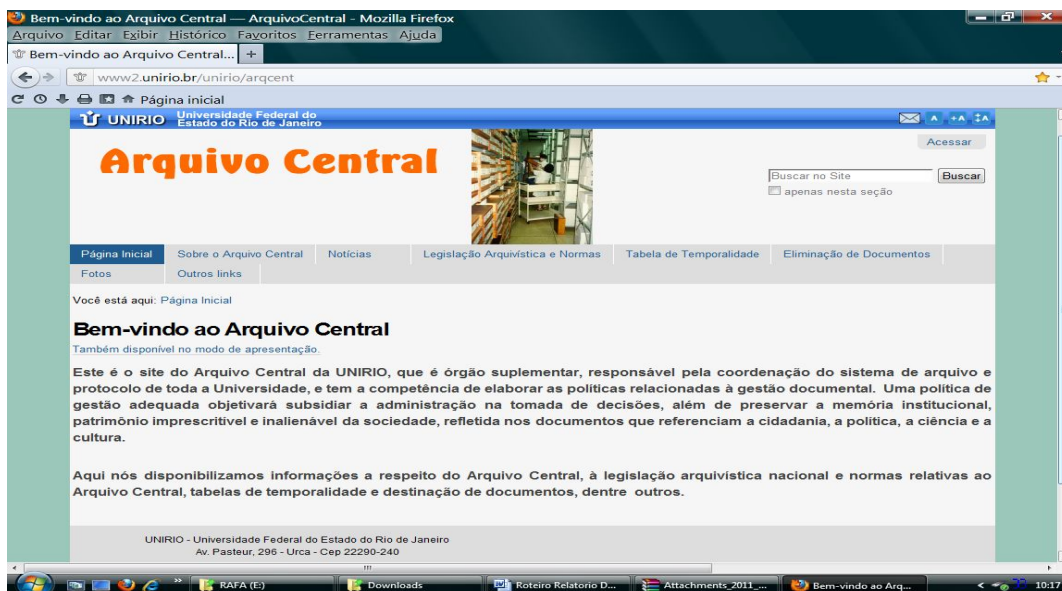 Bem-vindo ao Arquivo Central — ArquivoCentral - Mozilla Firefox
Arquivo Editar Exibir Histórico Favoritos Ferramentas Ajuda
Bem-vindo ao Arquivo Central... +
www2.unirio.br/unirio/arqcent
Página inicial
UNIRIO Universidade Federal do
Estado do Rio de Janeiro
A +A ‡A
Acessar
Arquivo Central
Buscar no Site Buscar
apenas nesta seção
Página Inicial Sobre o Arquivo Central Notícias Legislação Arquivística e Normas Tabela de Temporalidade Eliminação de Documentos
Fotos Outros links
Você está aqui: Página Inicial
Bem-vindo ao Arquivo Central
Também disponível no modo de apresentação.
Este é o site do Arquivo Central da UNIRIO, que é órgão suplementar, responsável pela coordenação do sistema de arquivo e
protocolo de toda a Universidade, e tem a competência de elaborar as políticas relacionadas à gestão documental. Uma política de
gestão adequada objetivará subsidiar a administração na tomada de decisões, além de preservar a memória institucional,
patrimônio imprescritível e inalienável da sociedade, refletida nos documentos que referenciam a cidadania, a política, a ciência e a
cultura.
Aqui nós disponibilizamos informações a respeito do Arquivo Central, à legislação arquivística nacional e normas relativas ao
Arquivo Central, tabelas de temporalidade e destinação de documentos, dentre outros.
UNIRIO - Universidade Federal do Estado do Rio de Janeiro
Av. Pasteur, 296 - Urca - Cep 22290-240
RAFA (E:) Downloads Roteiro Relatorio D... Attachments_2011_... Bem-vindo ao Arq... 10:17